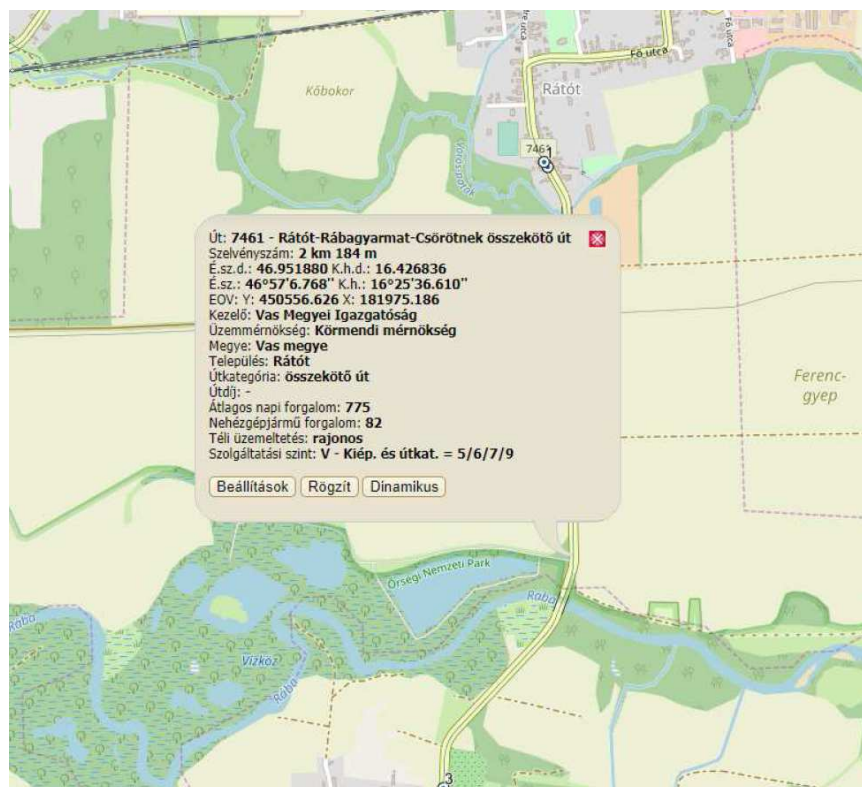 Kóbokor
Fő utca
Rátót
Vörös-patak
7461
1
Út: 7461 - Rátót-Rábagyarmat-Csörötnek összekötő út
Szelvényszám: 2 km 184 m
É.sz.d.: 46.951880 K.h.d.: 16.426836
É.sz.: 46°57'6.768'' K.h.: 16°25'36.610''
EOV: Y: 450556.626 X: 181975.186
Kezelő: Vas Megyei Igazgatóság
Üzemmérnökség: Körmendi mérnökség
Megye: Vas megye
Település: Rátót
Útkategória: összekötő út
Útdíj: -
Átlagos napi forgalom: 775
Nehézgépjármű forgalom: 82
Téli üzemeltetés: rajonos
Szolgáltatási szint: V - Kiép. és útkat. = 5/6/7/9
Beállítások Rögzít Dinamikus
Ferenc-
gyep
Őrségi Nemzeti Park
Rába
Rába
Vízköz
Rába
3